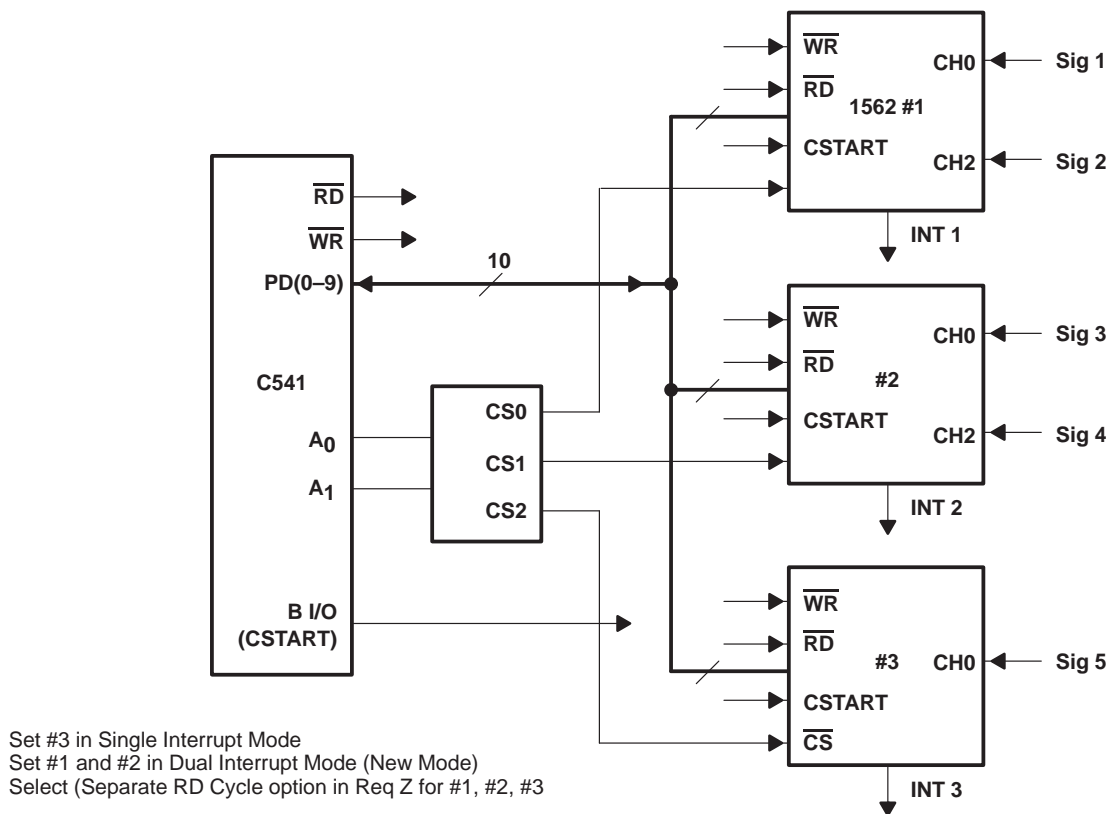 WR
RD
1562 #1
CSTART
CH0
CH2
Sig 1
Sig 2
INT 1
RD
WR
PD(0–9)
10
C541
A0
A1
B I/O
(CSTART)
CS0
CS1
CS2
WR
RD
#2
CSTART
CH0
CH2
Sig 3
Sig 4
INT 2
WR
RD
#3
CSTART
CS
CH0
Sig 5
INT 3
Set #3 in Single Interrupt Mode
Set #1 and #2 in Dual Interrupt Mode (New Mode)
Select (Separate RD Cycle option in Req Z for #1, #2, #3